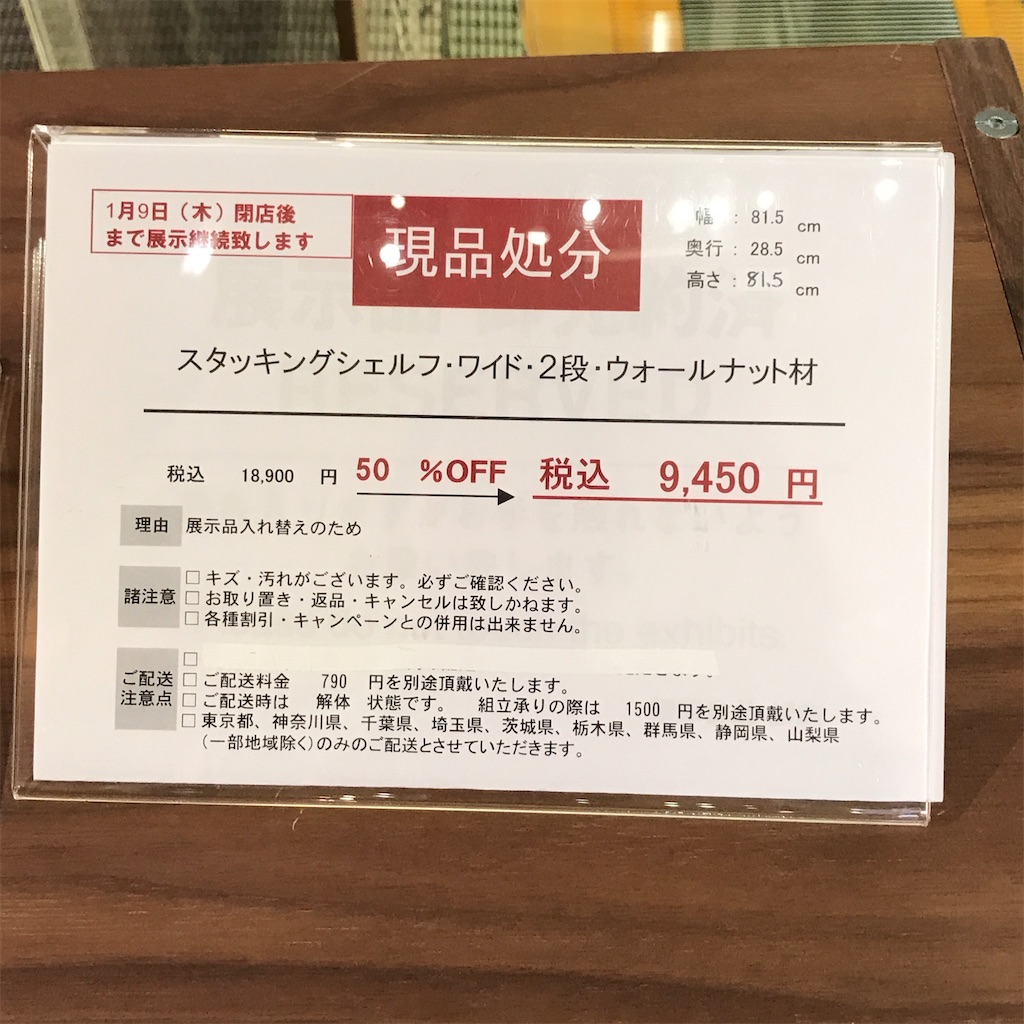 1月9日（木）閉店後
まで展示継続致します
現品処分
幅 : 81.5 cm
奥行 : 28.5 cm
高さ : 81.5 cm
スタッキングシェルフ・ワイド・2段・ウォールナット材
税込 18,900 円 50 %OFF 税込 9,450 円
理由 展示品入れ替えのため
諸注意
□ キズ・汚れがございます。必ずご確認ください。
□ お取り置き・返品・キャンセルは致しかねます。
□ 各種割引・キャンペーンとの併用は出来ません。
ご配送
注意点
□
□ ご配送料金 790 円を別途頂戴いたします。
□ ご配送時は 解体 状態です。 組立承りの際は 1500 円を別途頂戴いたします。
□ 東京都、神奈川県、千葉県、埼玉県、茨城県、栃木県、群馬県、静岡県、山梨県
（一部地域除く）のみのご配送とさせていただきます。